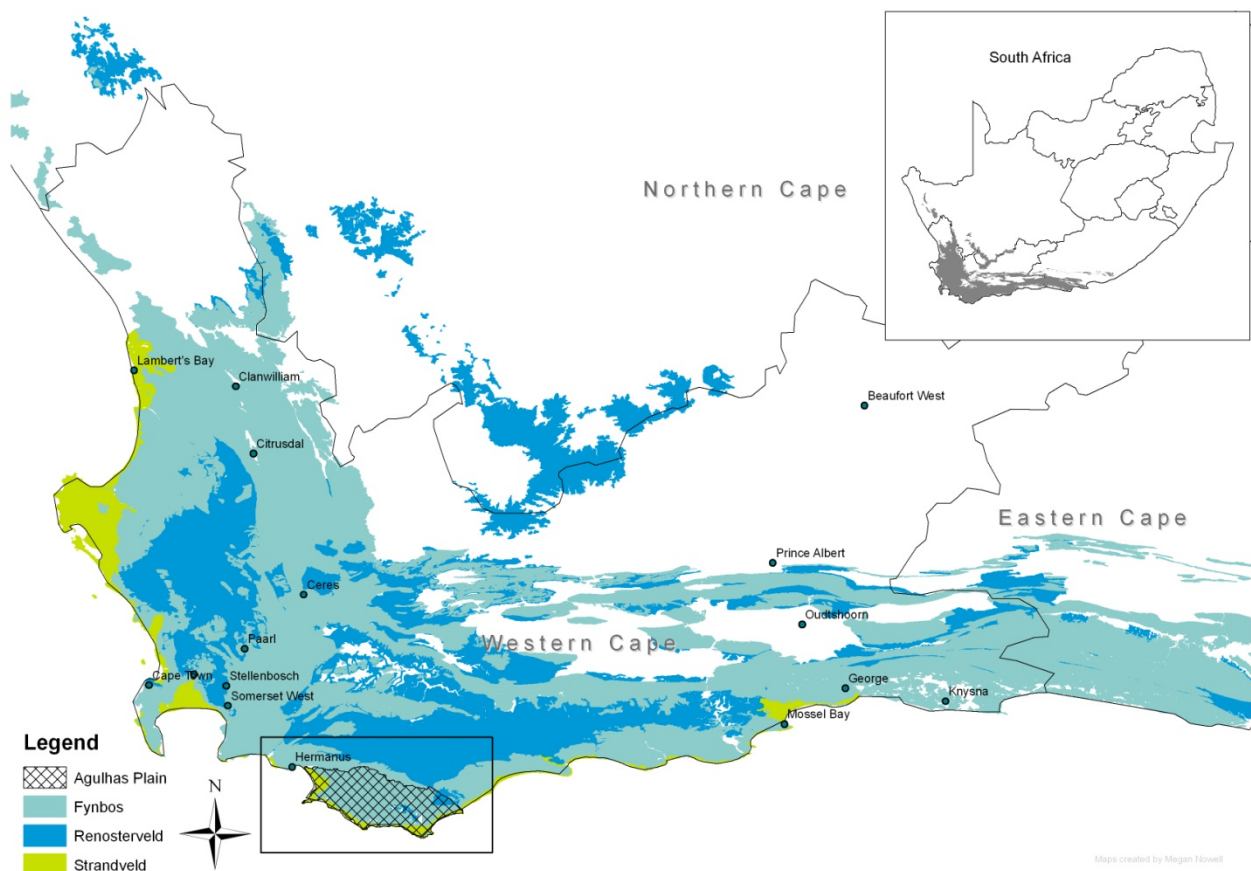 South Africa
Northern Cape
Lambert's Bay
Clanwilliam
Beaufort West
Citrusdal
Eastern Cape
Prince Albert
Ceres
Oudtshoorn
Western Cape
Paarl
Cape Town
Stellenbosch
George
Somerset West
Knysna
Mossel Bay
Legend
Hermanus
Agulhas Plain
N
Fynbos
Renosterveld
Strandveld
Maps created by Megan Nowell